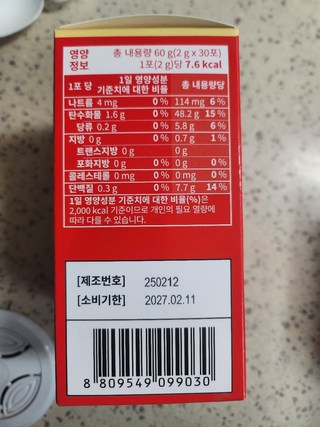 영양 정보 총 내용량 60 g(2 g x 30포)
1포(2 g)당 7.6 kcal
1포 당 1일 영양성분 기준치에 대한 비율 총 내용량당
나트륨 4 mg 0 % 114 mg 6 %
탄수화물 1.6 g 0 % 48.2 g 15 %
당류 0.2 g 0 % 5.8 g 6 %
지방 0 g 0 % 0.7 g 1 %
트랜스지방 0 g 0 g
포화지방 0 g 0 % 0 g 0 %
콜레스테롤 0 mg 0 % 0 mg 0 %
단백질 0.3 g 0 % 7.7 g 14 %
1일 영양성분 기준치에 대한 비율(%)은
2,000 kcal 기준이므로 개인의 필요 열량에
따라 다를 수 있습니다.
[제조번호] 250212
[소비기한] 2027.02.11
8 809549 099030